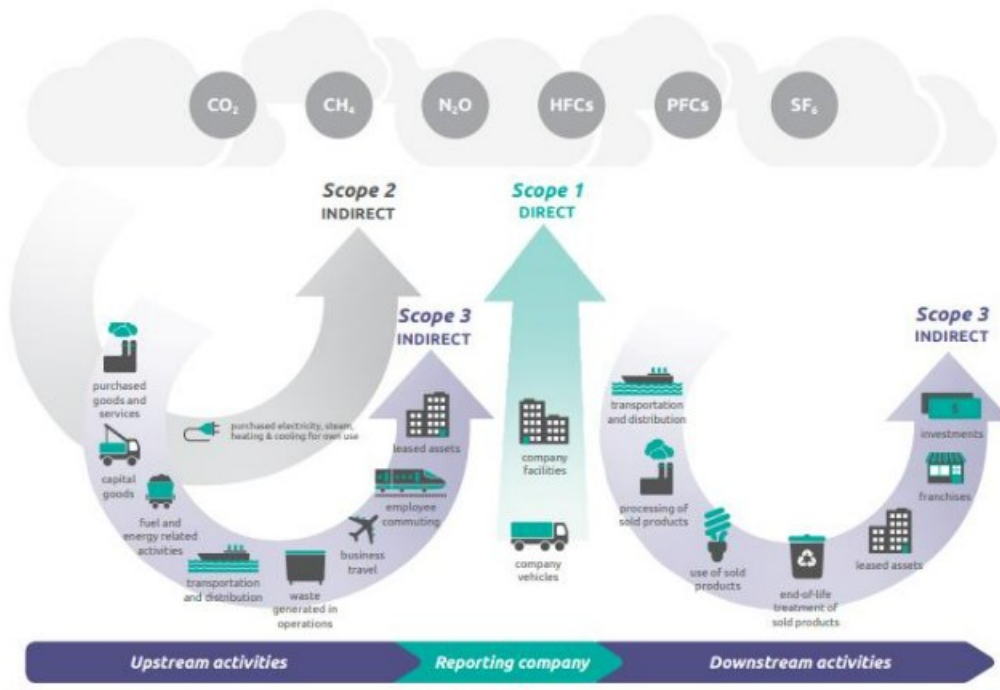 CO₂
CH₄
N₂O
HFCs
PFCs
SF₆
Scope 2
INDIRECT
Scope 1
DIRECT
Scope 3
INDIRECT
Scope 3
INDIRECT
purchased
goods and
services
capital
goods
fuel and
energy related
activities
purchased electricity, steam,
heating & cooling for own use
transportation
and distribution
waste
generated in
operations
business
travel
employee
commuting
leased assets
company
facilities
company
vehicles
transportation
and distribution
processing of
sold products
use of sold
products
end-of-life
treatment of
sold products
leased assets
franchises
$
investments
Upstream activities
Reporting company
Downstream activities